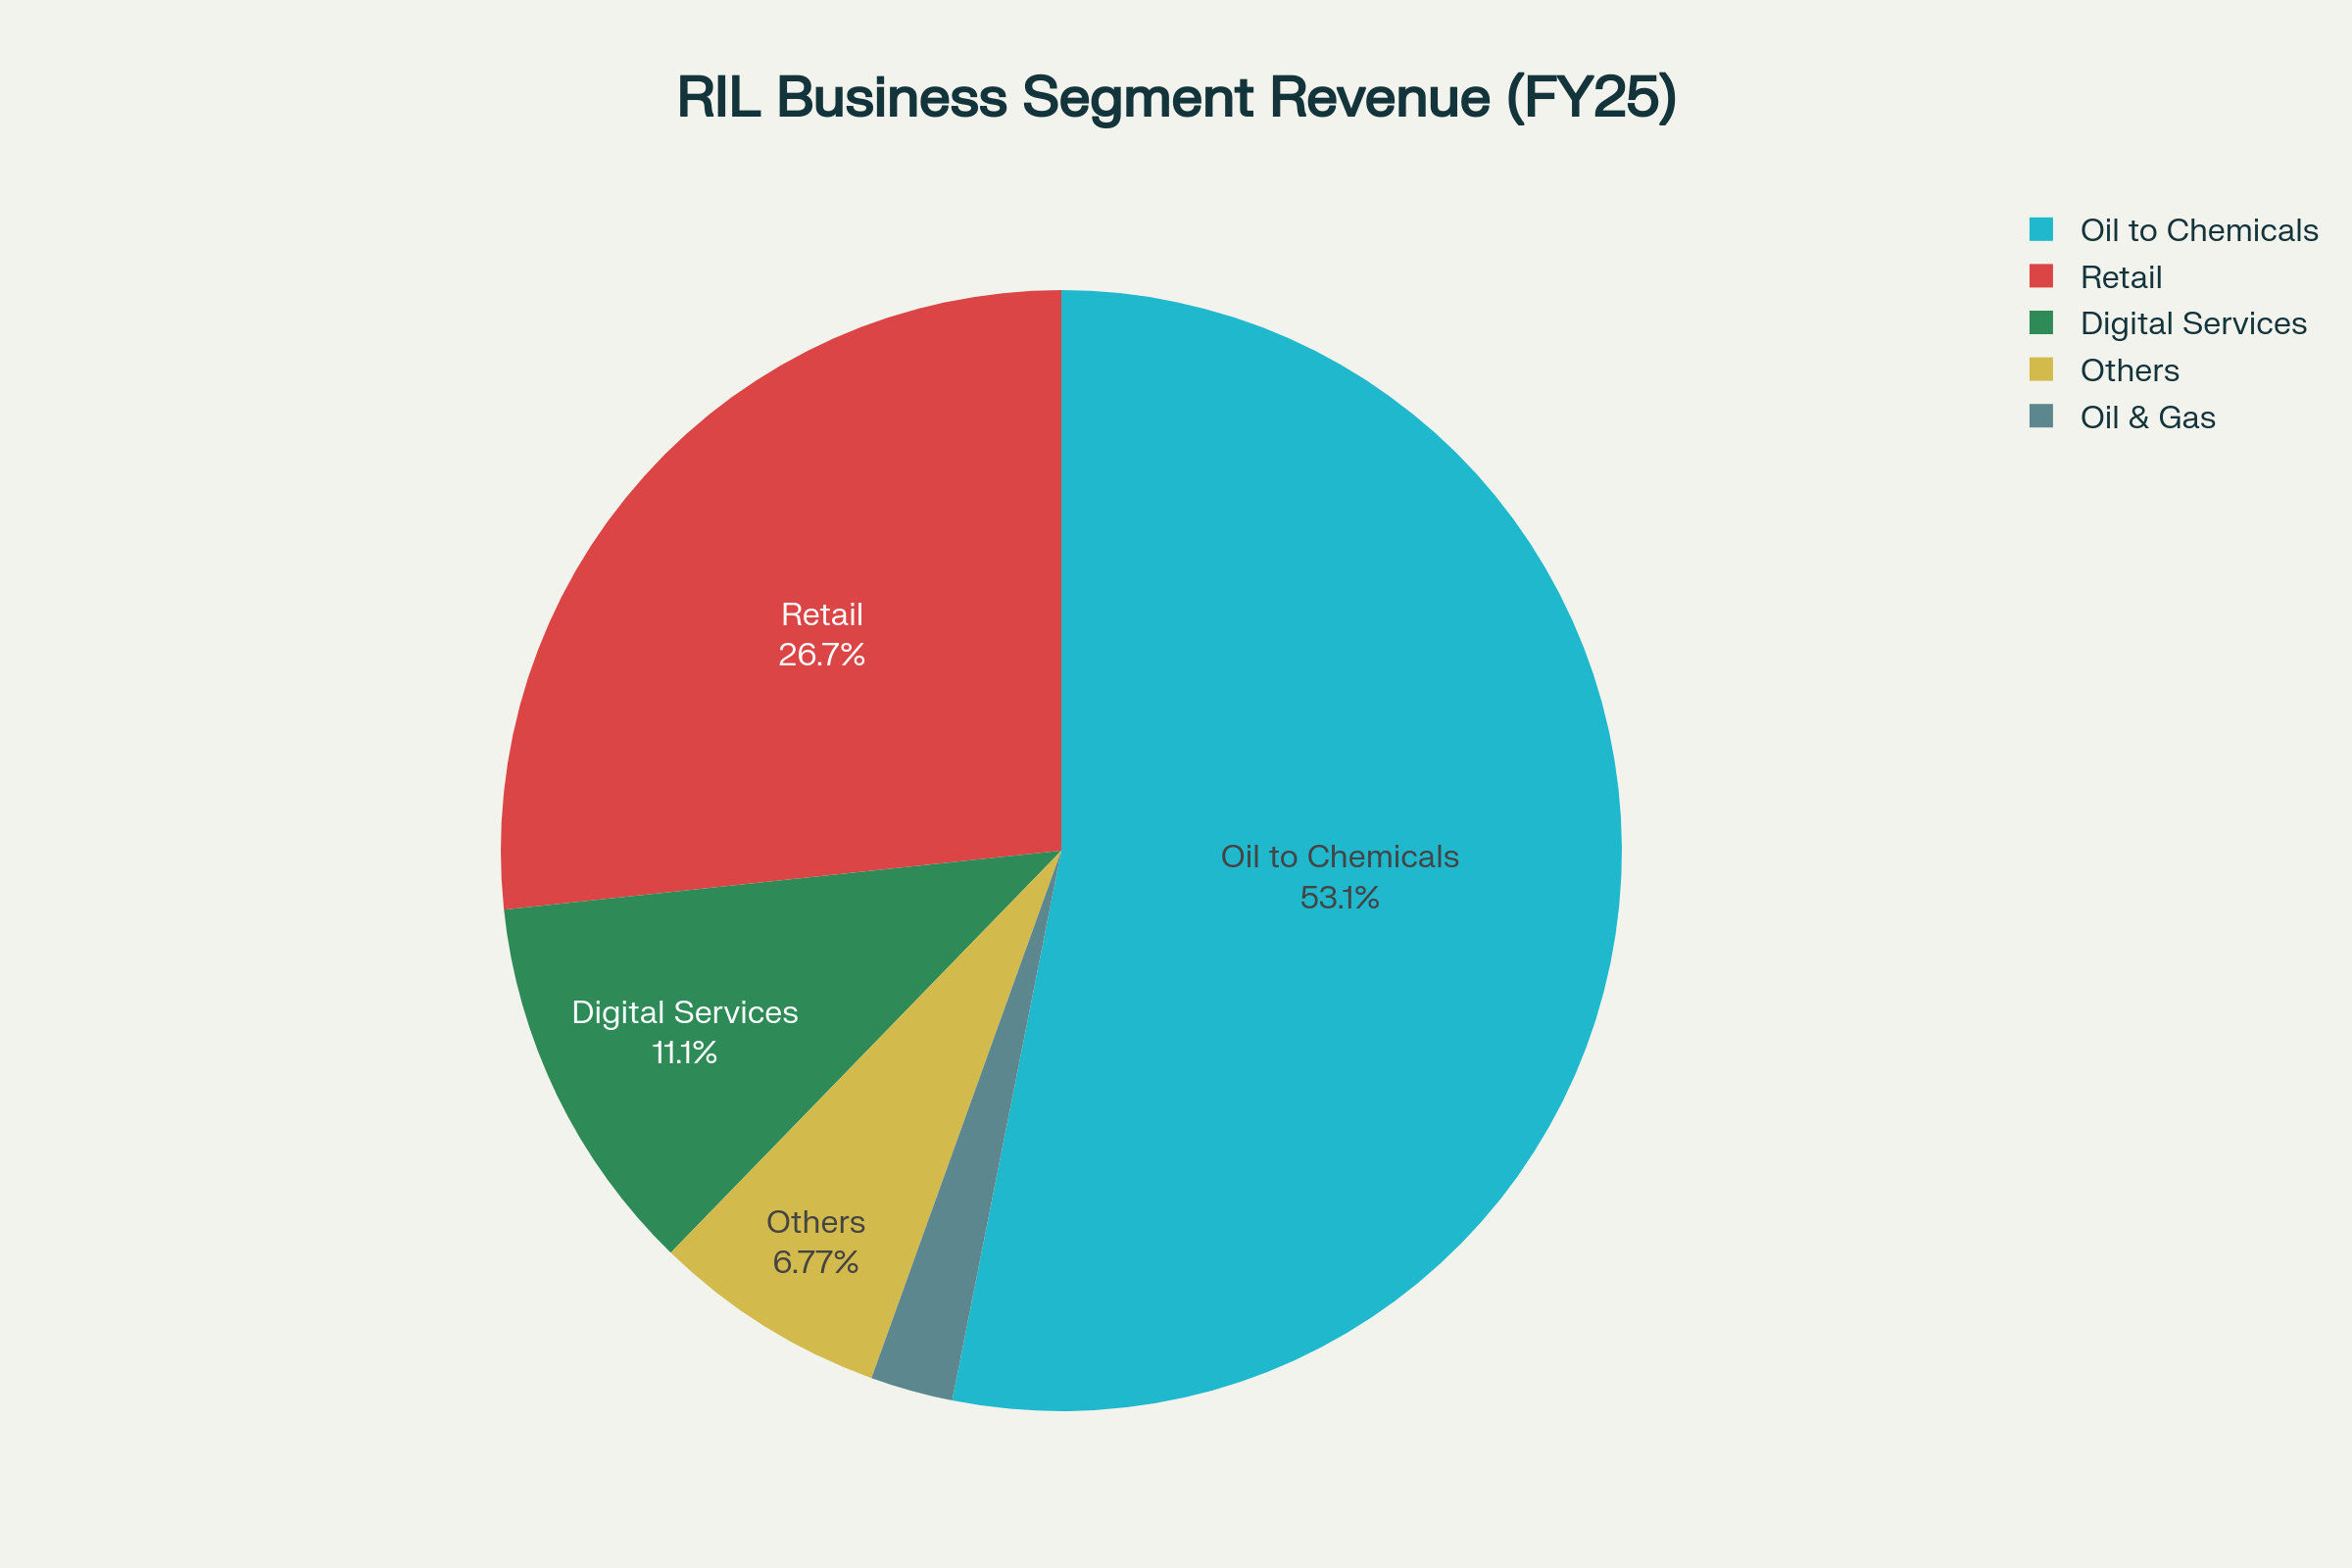 RIL Business Segment Revenue (FY25)
Oil to Chemicals
Retail
Digital Services
Others
Oil & Gas
Retail
26.7%
Oil to Chemicals
53.1%
Digital Services
11.1%
Others
6.77%